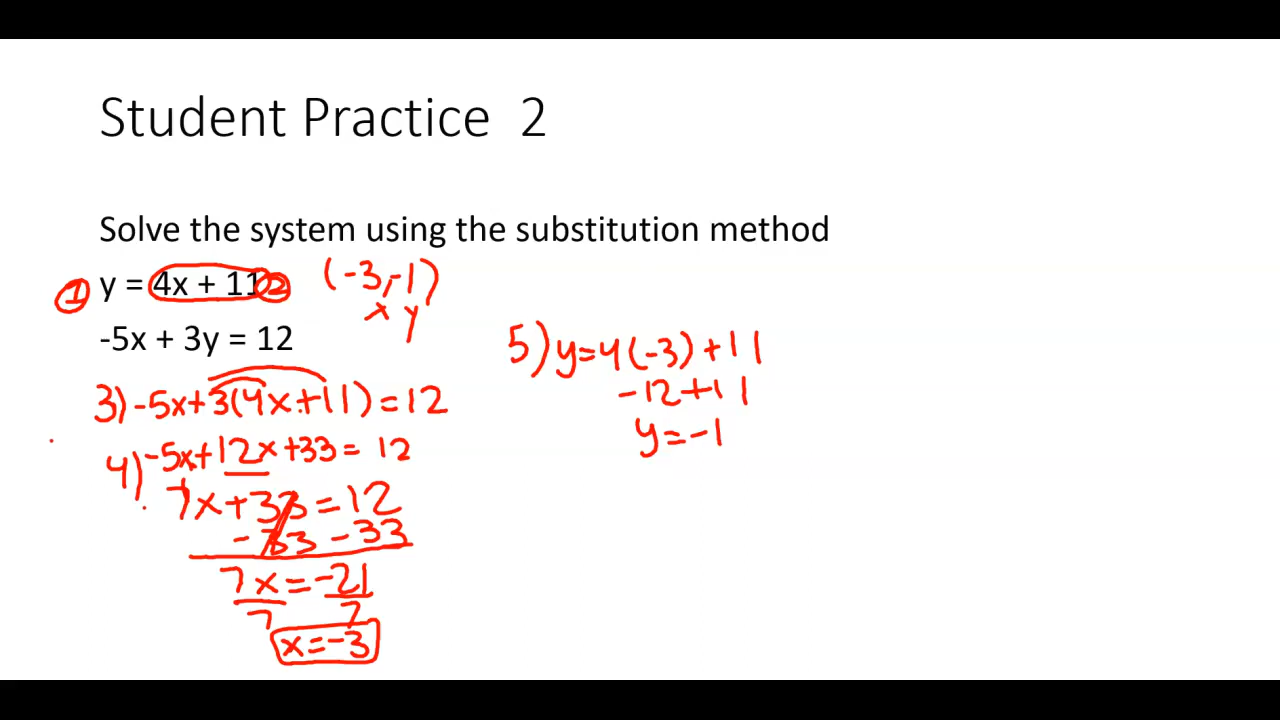 Student Practice 2
Solve the system using the substitution method
① y = 4x + 11 ② (-3,-1)
x y
-5x + 3y = 12
5) y=4(-3)+11
-12+11
y=-1
3) -5x+3(4x+11)=12
4) -5x+12x+33=12
7x+33=12
-33 -33
7x=-21
7 7
x=-3